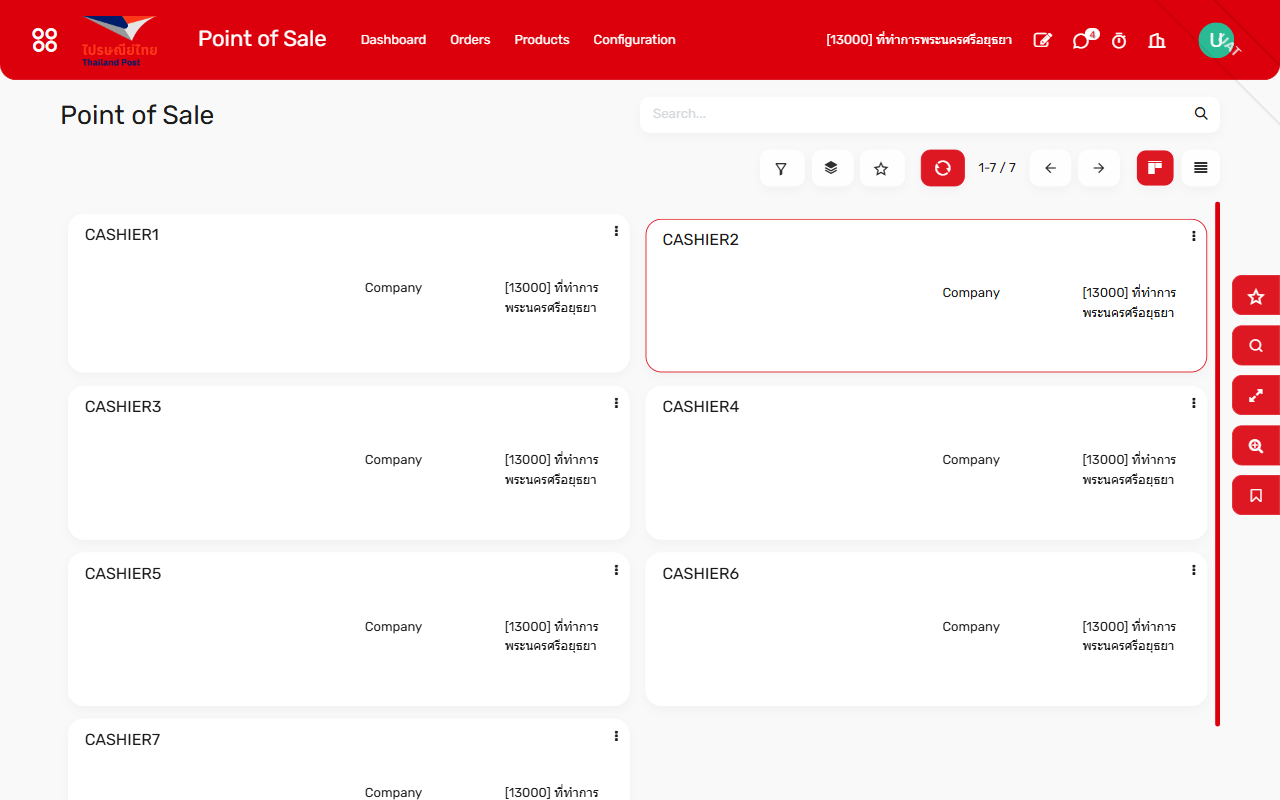 ไปรษณีย์ไทย
Thailand Post
Point of Sale
Dashboard
Orders
Products
Configuration
[13000] ที่ทำการพระนครศรีอยุธยา
4
U
UAT
Point of Sale
Search...
1-7 / 7
CASHIER1
Company
[13000] ที่ทำการ
พระนครศรีอยุธยา
CASHIER2
Company
[13000] ที่ทำการ
พระนครศรีอยุธยา
CASHIER3
Company
[13000] ที่ทำการ
พระนครศรีอยุธยา
CASHIER4
Company
[13000] ที่ทำการ
พระนครศรีอยุธยา
CASHIER5
Company
[13000] ที่ทำการ
พระนครศรีอยุธยา
CASHIER6
Company
[13000] ที่ทำการ
พระนครศรีอยุธยา
CASHIER7
Company
[13000] ที่ทำการ